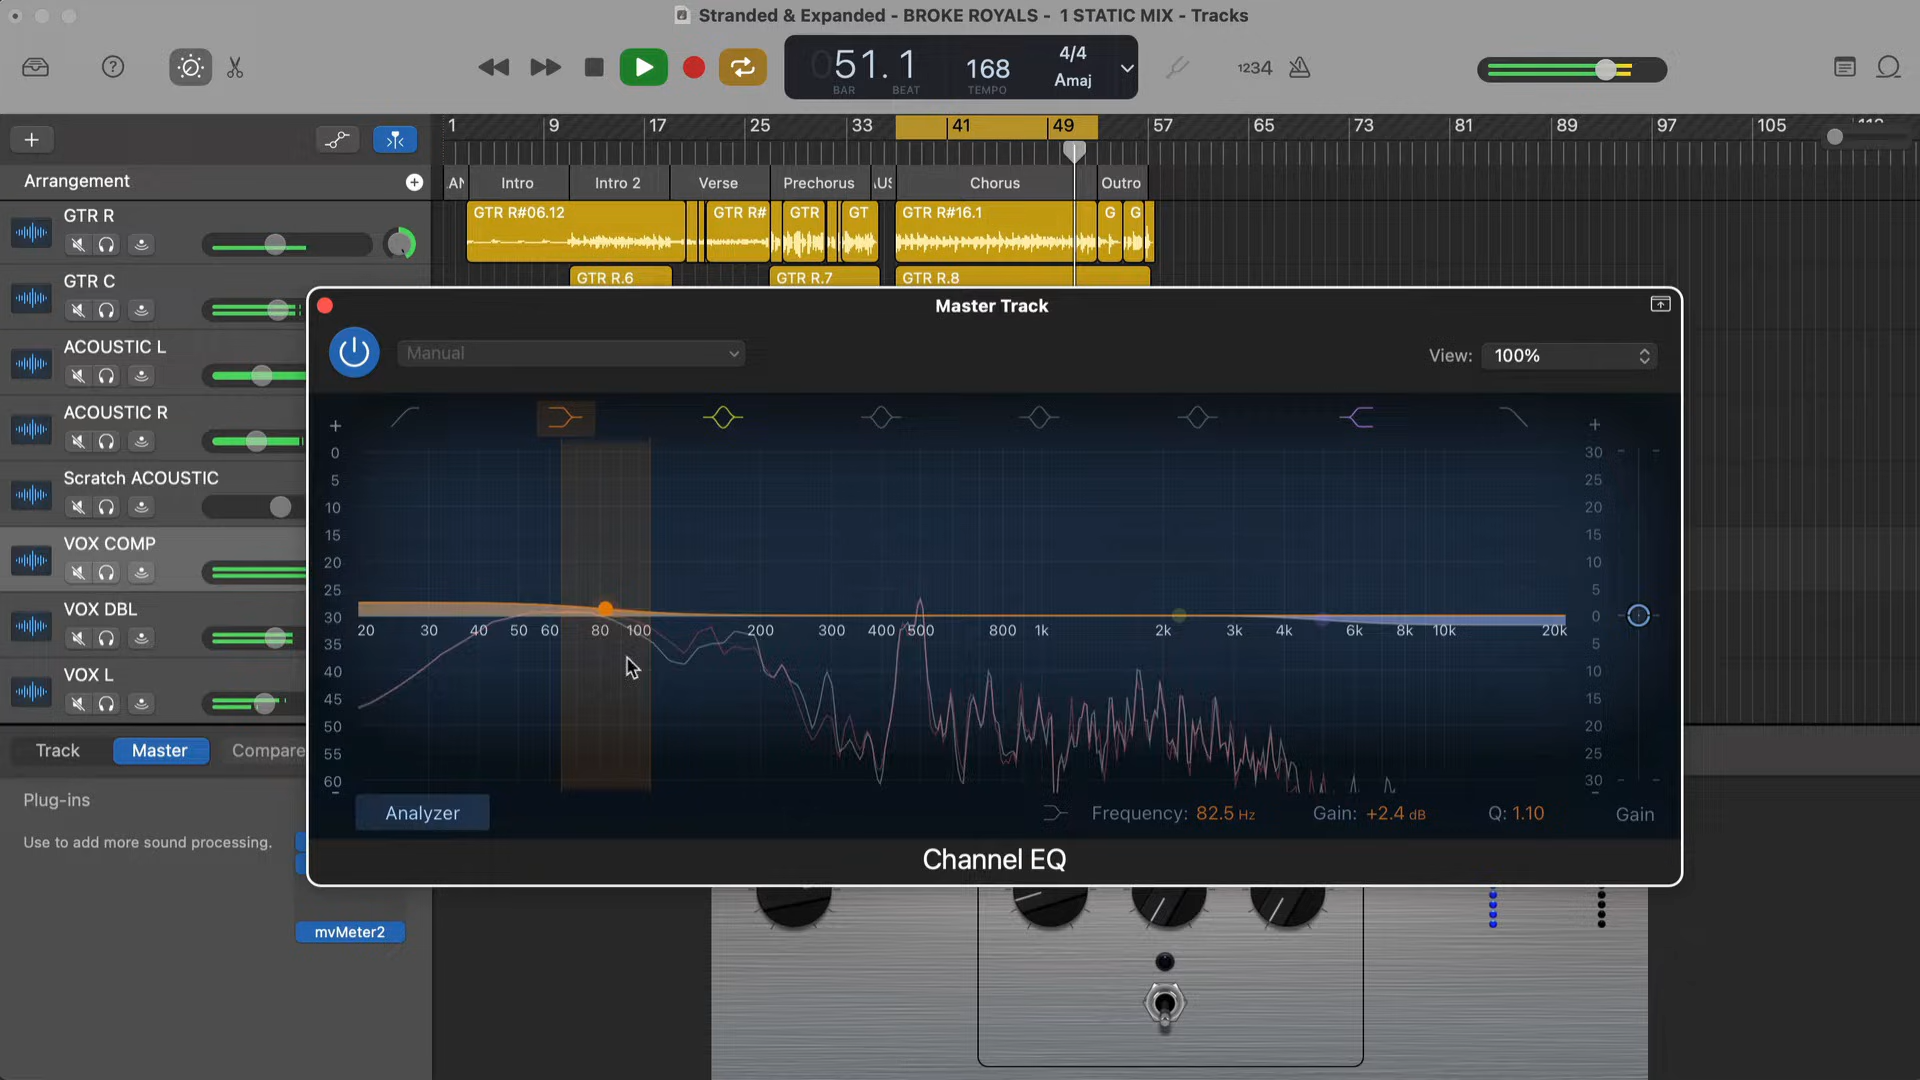 Stranded & Expanded - BROKE ROYALS - 1 STATIC MIX - Tracks
051.1
BAR BEAT
168
TEMPO
4/4
Amaj
1234
1 9 17 25 33 41 49 57 65 73 81 89 97 105
Arrangement
Intro Intro 2 Verse Prechorus Chorus Outro
GTR R
GTR R#06.12 GTR R# GTR GT GTR R#16.1 G G
GTR C
GTR R.6 GTR R.7 GTR R.8
ACOUSTIC L
ACOUSTIC R
Scratch ACOUSTIC
VOX COMP
VOX DBL
VOX L
Track Master Compare
Plug-ins
Use to add more sound processing.
mvMeter2
Master Track
Manual
View: 100%
+ +
0 30
5 25
10 20
15 15
20 10
25 5
30 0
20 30 40 50 60 80 100 200 300 400 500 800 1k 2k 3k 4k 6k 8k 10k 20k
35 5
40 10
45 15
50 20
55 25
60 30
Analyzer
Frequency: 82.5 Hz Gain: +2.4 dB Q: 1.10 Gain
Channel EQ